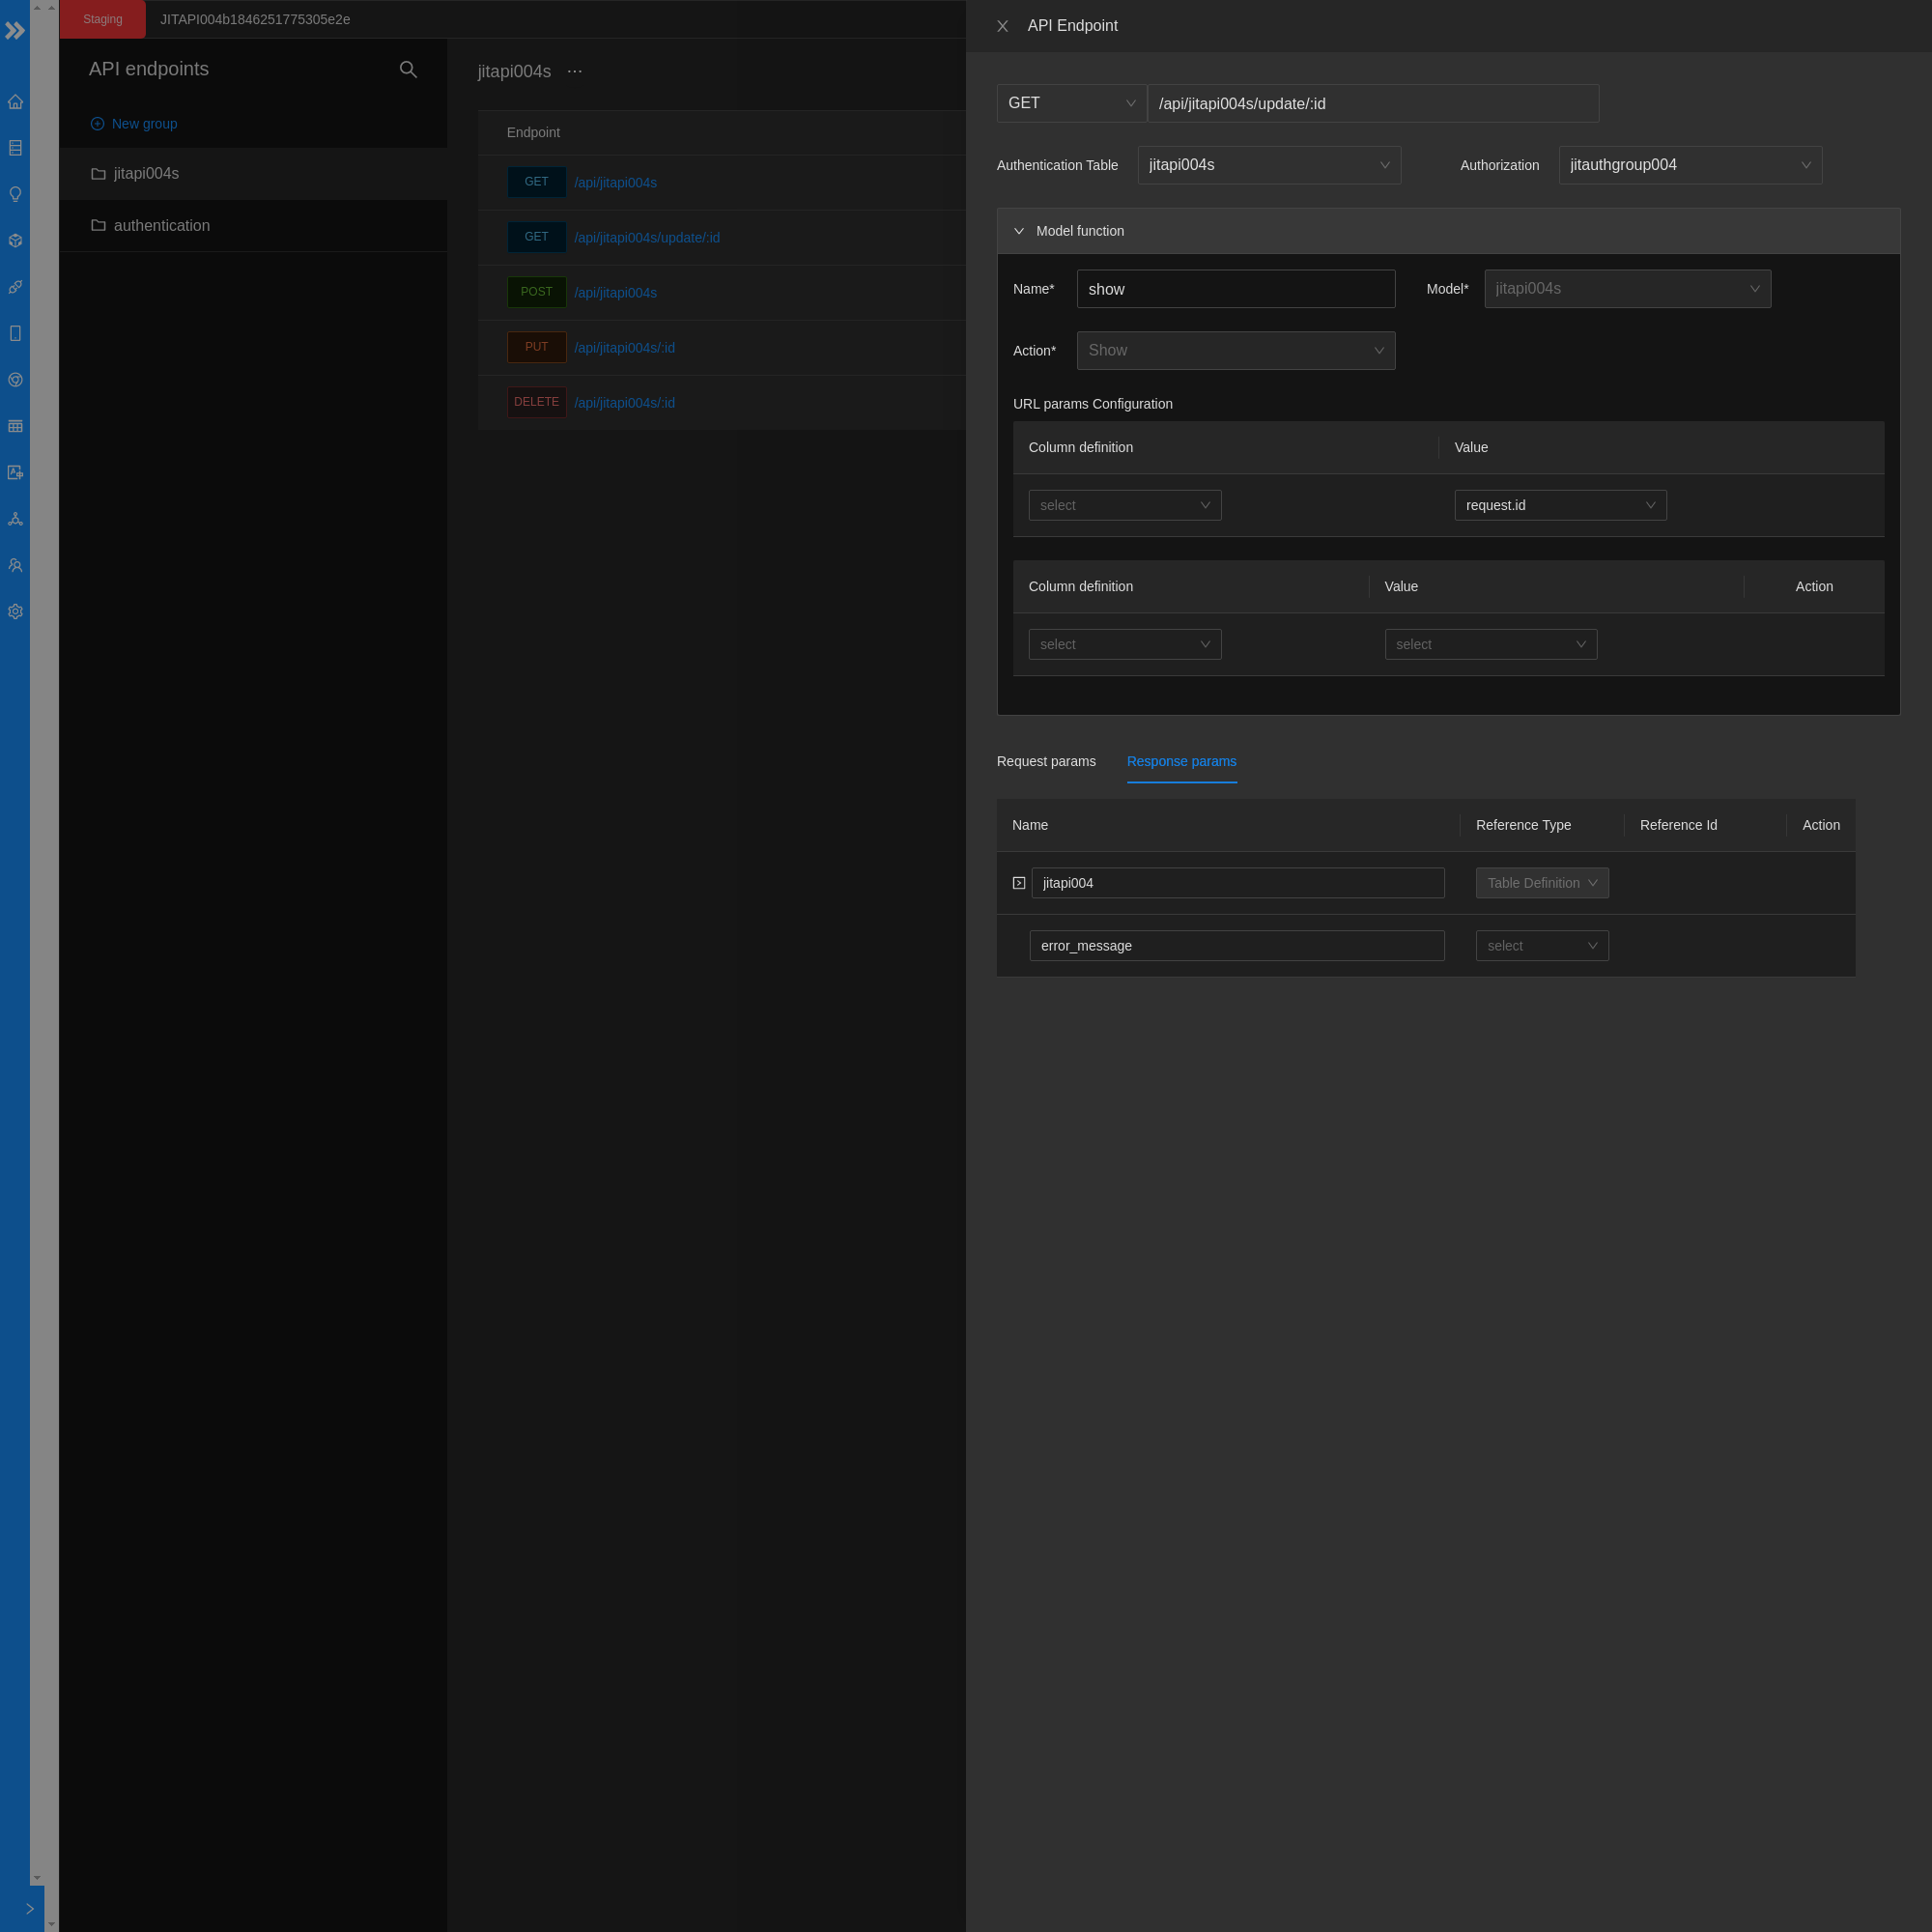 Staging
JITAPI004b1846251775305e2e
API endpoints
New group
jitapi004s
authentication
jitapi004s
Endpoint
GET /api/jitapi004s
GET /api/jitapi004s/update/:id
POST /api/jitapi004s
PUT /api/jitapi004s/:id
DELETE /api/jitapi004s/:id
API Endpoint
GET /api/jitapi004s/update/:id
Authentication Table jitapi004s Authorization jitauthgroup004
Model function
Name* show Model* jitapi004s
Action* Show
URL params Configuration
Column definition Value
select request.id
Column definition Value Action
select select
Request params Response params
Name Reference Type Reference Id Action
jitapi004 Table Definition
error_message select